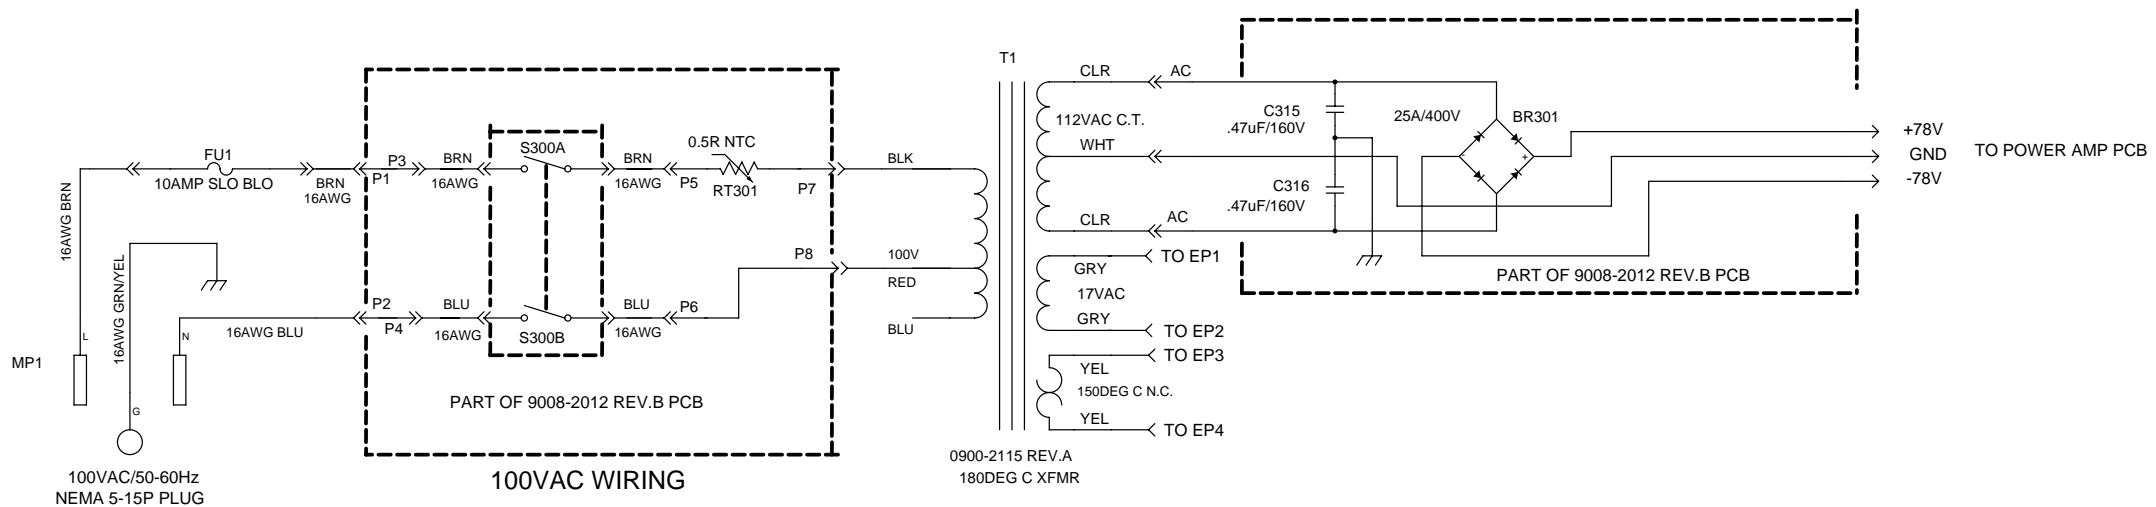 T1
CLR
AC
112VAC C.T.
WHT
CLR
AC
C315
.47uF/160V
C316
.47uF/160V
25A/400V
BR301
-
+
+78V
GND
-78V
TO POWER AMP PCB
PART OF 9008-2012 REV.B PCB
FU1
10AMP SLO BLO
BRN
16AWG
P3
P1
BRN
16AWG
S300A
BRN
16AWG
P5
0.5R NTC
RT301
P7
BLK
16AWG BRN
16AWG GRN/YEL
16AWG BLU
P2
P4
BLU
16AWG
S300B
BLU
16AWG
P6
P8
100V
RED
BLU
L
N
G
MP1
PART OF 9008-2012 REV.B PCB
100VAC WIRING
100VAC/50-60Hz
NEMA 5-15P PLUG
GRY
17VAC
GRY
TO EP1
TO EP2
TO EP3
YEL
150DEG C N.C.
YEL
TO EP4
0900-2115 REV.A
180DEG C XFMR